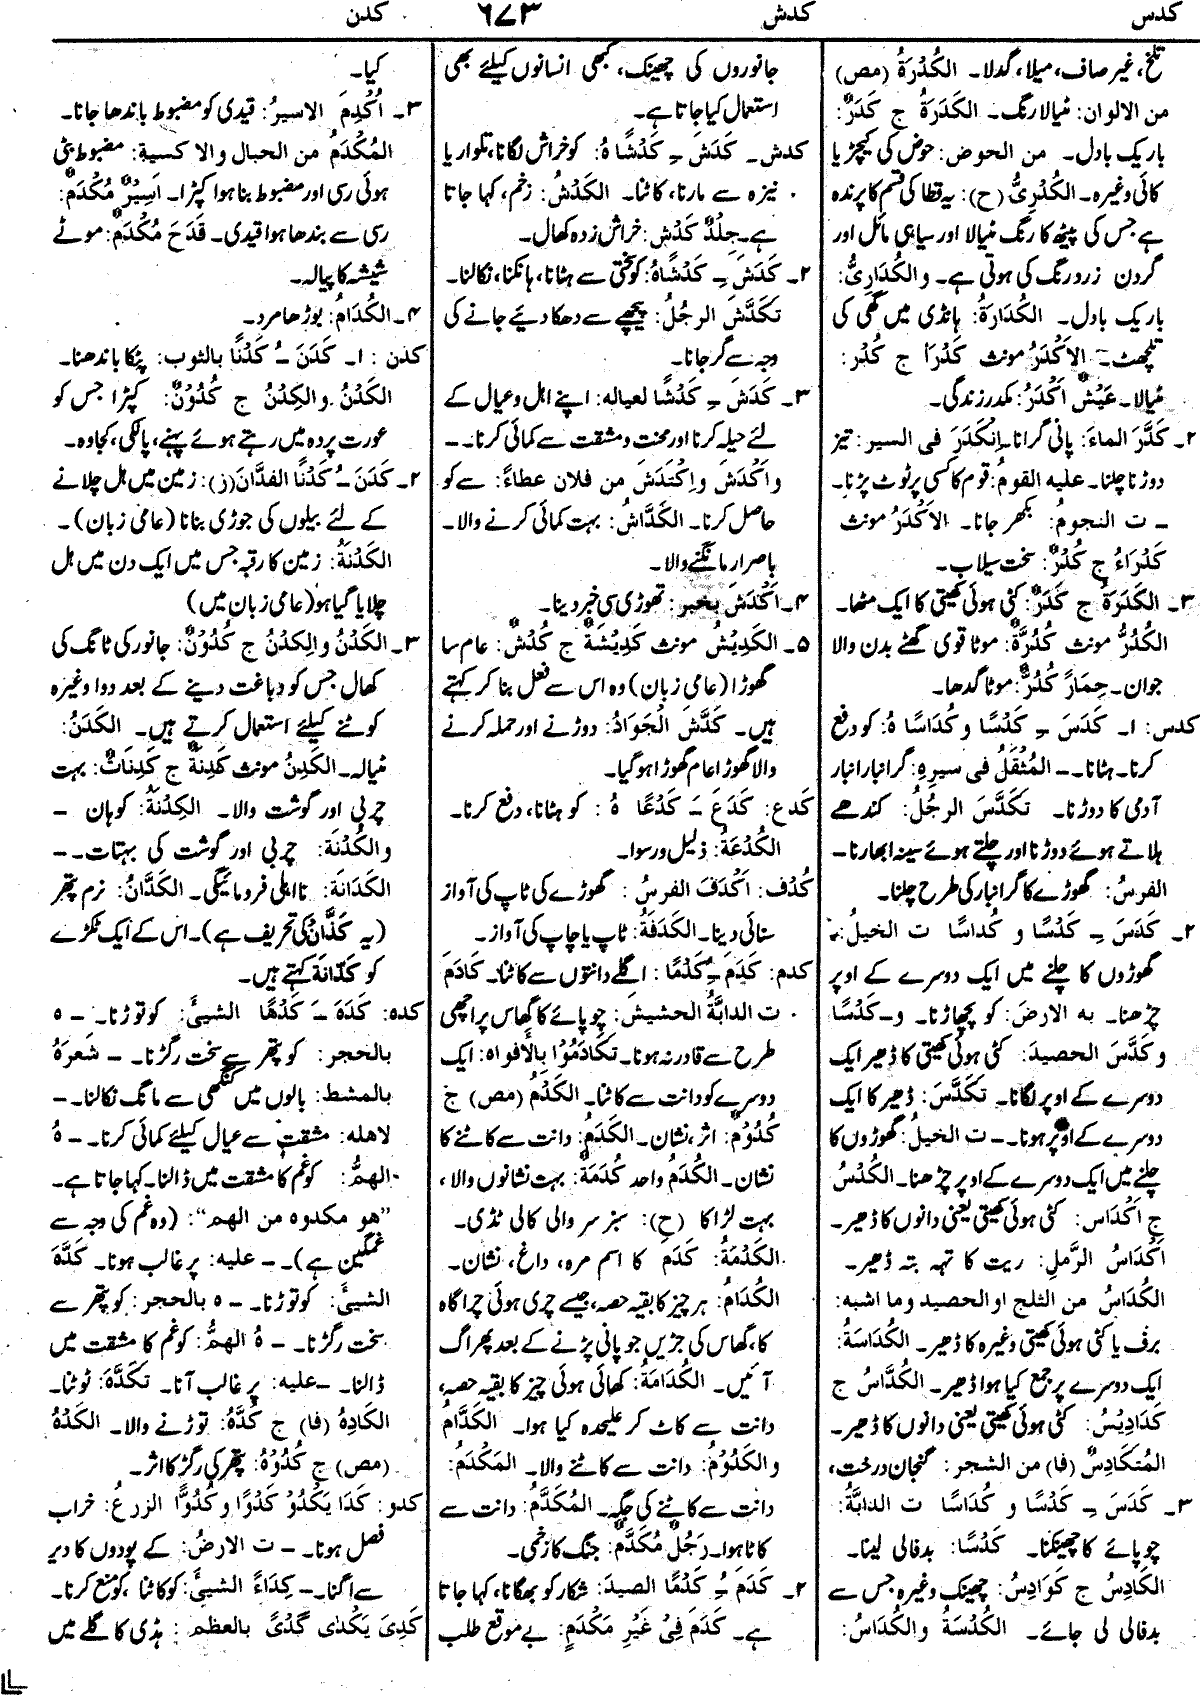 کدس
کدش
۶۷۳
کدن
تلخ، غیر صاف، میلا، گدلا۔ الکُدْرَةُ (مص)
من الالوان: مٹیالا رنگ۔ الکَدَرَةُ ج کَدَرٌ:
باریک بادل۔ من الحوض: حوض کی کیچڑ یا
کائی وغیرہ۔ الکُدْرِیُّ (ح): یہ قطا کی قسم کا پرندہ
ہے جس کی پیٹھ کا رنگ مٹیالا اور سیاہی مائل اور
گردن زرد رنگ کی ہوتی ہے۔ والکُدَارِیُّ:
باریک بادل۔ الکُدَارَةُ: ہانڈی میں گھی کی
تلچھٹ۔ الاَکْدَرُ مونث کَدْرَا ج کُدْر:
مٹیالا۔ عَیْشٌ اَکْدَرُ: مکدر زندگی۔
۲۔ کَدَّرَ الماءَ: پانی گرانا۔ اِنْکَدَرَ فی السیر: تیز
دوڑنا چلنا۔ علیه القومُ: قوم کا کسی پر ٹوٹ پڑنا۔
۔ ت النجومُ: بکھر جانا۔ الاَکْدَرُ مونث
کَدْرَاءُ ج کُدْرٌ: سخت سیلاب۔
۳۔ الکَدَرَةُ ج کَدَرٌ: کٹی ہوئی کھیتی کا ایک مٹھا۔
الکُدُرُّ مونث کُدُرَّةٌ: موٹا قوی گھٹے بدن والا
جوان۔ حِمَارٌ کُدُرٌّ: موٹا گدھا۔
کدس: ۱۔ کَدَسَ ـِ کَدْسًا و کُدَاسًا هُ: کو دفع
کرنا۔ ہٹانا۔ ۔ المُثْقَلُ فی سیرهِ: گرانبار انبار
آدمی کا دوڑنا۔ تکدَّسَ الرجُلُ: کندھے
ہلاتے ہوئے دوڑنا اور چلتے ہوئے سینہ ابھارنا۔ ۔
الفرسُ: گھوڑے کا گرانبار کی طرح چلنا۔
۲۔ کَدَسَ ـِ کَدْسًا و کُداسًا ت الخیلُ:
گھوڑوں کا چلنے میں ایک دوسرے کے اوپر
چڑھنا۔ به الارضَ: کو پچھاڑنا۔ و۔ کَدْسًا
و کَدَّسَ الحصیدَ: کٹی ہوئی کھیتی کا ڈھیر ایک
دوسرے کے اوپر لگانا۔ تکَدَّسَ: ڈھیر کا ایک
دوسرے کے اوپر ہونا۔ ۔ ت الخیلُ: گھوڑوں کا
چلنے میں ایک دوسرے کے اوپر چڑھنا۔ الکُدْسُ
ج اَکْدَاس: کٹی ہوئی کھیتی یعنی دانوں کا ڈھیر۔
اَکْدَاسُ الرَّملِ: ریت کا تہہ بتہ ڈھیر۔
الکُدَاسُ من الثلج او الحصید وما اشبه:
برف یا کٹی ہوئی کھیتی وغیرہ کا ڈھیر۔ الکُدَاسَةُ:
ایک دوسرے پر جمع کیا ہوا ڈھیر۔ الکُدَّاسُ ج
کَدَادِیْسُ: کٹی ہوئی کھیتی یعنی دانوں کا ڈھیر۔
المُتکَادِسُ (فا) من الشجر: گنجان درخت،
۳۔ کَدَسَ ـِ کَدْسًا و کُدَاسًا ت الدابَّةُ:
چوپائے کا چھینکنا۔ کَدْسًا: بدفالی لینا۔
الکَادِسُ ج کَوَادِسُ: چھینک وغیرہ جس سے
بدفالی لی جائے۔ الکُدْسَةُ والکُدَاسُ:
جانوروں کی چھینک، کبھی انسانوں کیلئے بھی
استعمال کیا جاتا ہے۔
کدش۔ کَدَشَ ـِ کَدْشًا هُ: کو خراش لگانا، تلوار یا
نیزہ سے مارنا، کاٹنا۔ الکَدْشُ: زخم، کہا جاتا
ہے۔ جِلْدٌ کَدْشٌ: خراش زدہ کھال۔
۲۔ کَدَشَ ـِ کَدْشًاهُ: کو سختی سے ہٹانا، ہانکنا، نکالنا۔
تکَدَّشَ الرجُلُ: پیچھے سے دھکا دیئے جانے کی
وجہ سے گر جانا۔
۳۔ کَدَشَ ـِ کَدْشًا لعیاله: اپنے اہل و عیال کے
لئے حیلہ کرنا اور محنت و مشقت سے کمائی کرنا۔ ۔
واکْدَشَ واِکْتَدَشَ من فلان عطاءً: سے کو
حاصل کرنا۔ الکَدَّاشُ: بہت کمائی کرنے والا۔
باصرار مانگنے والا۔
۴۔ اَکْدَشَ بخبر: تھوڑی سی خبر دینا۔
۵۔ الکَدِیْشُ مونث کَدِیْشَةٌ ج کُدْشٌ: عام سا
گھوڑا (عامی زبان) وہ اس سے فعل بنا کر کہتے
ہیں۔ کَدَّشَ الْجَوَادُ: دوڑنے اور حملہ کرنے
والا گھوڑا عام گھوڑا ہو گیا۔
کدع: کَدَعَ ـَ کَدْعًا هُ: کو ہٹانا، دفع کرنا۔
الکُدْعَةُ: ذلیل و رسوا۔
کُدْف: اَکْدَفَ الفرسُ: گھوڑے کی ٹاپ کی آواز
سنائی دینا۔ الکَدَفَةُ: ٹاپ یا چاپ کی آواز۔
کدم: کَدَمَ ـُِ کَدْمًا: اگلے دانتوں سے کاٹنا۔ کَادَمَ
ت الدابَّةُ الحشیش: چوپائے کا گھاس پر اچھی
طرح سے قادر نہ ہونا۔ تکَادَمُوْا بِالْاَفواه: ایک
دوسرے کو دانت سے کاٹنا۔ الکَدْمُ (مص) ج
کُدُوْمٌ: اثر، نشان۔ الکَدَمُ: دانت سے کاٹنے کا
نشان۔ الکُدَمُ واحد کُدَمَةٌ: بہت نشانوں والا،
بہت لڑاکا (ح): سبز سر والی کالی ٹڈی۔
الکَدْمَةُ: کَدَمَ کا اسم مرہ، داغ، نشان۔
الکُدَامُ: ہر چیز کا بقیہ حصہ، جیسے چری ہوئی چراگاہ
کا، گھاس کی جڑیں جو پانی پڑنے کے بعد پھر اگ
آئیں۔ الکُدَامَةُ: کھائی ہوئی چیز کا بقیہ حصہ،
دانت سے کاٹ کر علیحدہ کیا ہوا۔ الکَدَّامُ
والکَدُوْمُ: دانت سے کاٹنے والا۔ المَکْدَمُ:
دانت سے کاٹنے کی جگہ۔ المُکَدَّمُ: دانت سے
کاٹا ہوا۔ رَجُلٌ مُکَدَّمٌ: جنگ کا زخمی۔
۲۔ کَدَمَ ـُِ کَدْمًا الصیدَ: شکار کو بھگانا، کہا جاتا
ہے۔ کَدَمَ فِیْ غَیْرِ مَکْدَمٍ: بے موقع طلب
کیا۔
۳۔ اُکْدِمَ الاسیرُ: قیدی کو مضبوط باندھا جانا۔
المُکْدَمُ من الحبال والاکسیة: مضبوط بٹی
ہوئی رسی اور مضبوط بنا ہوا کپڑا۔ اَسِیْرٌ مُکْدَمٌ:
رسی سے بندھا ہوا قیدی۔ قَدَحَ مُکْدَمٌ: موٹے
شیشہ کا پیالہ۔
۴۔ الکُدَامُ: بوڑھا مرد۔
کدن: ۱۔ کَدَنَ ـُ کَدْنًا بالثوب: پٹکا باندھنا۔
الکَدْنُ والکِدْنُ ج کُدُوْنٌ: کپڑا جس کو
عورت پردہ میں رہتے ہوئے پہنے، پالکی، کجاوہ۔
۲۔ کَدَنَ ـُ کَدْنًا الفدَّانَ (ز): زمین میں ہل چلانے
کے لئے بیلوں کی جوڑی بنانا (عامی زبان)۔
الکَدْنَةُ: زمین کا رقبہ جس میں ایک دن میں ہل
چلایا گیا ہو (عامی زبان میں)
۳۔ الکَدْنُ والکِدْنُ ج کُدُوْنٌ: جانور کی ٹانگ کی
کھال جس کو دباغت دینے کے بعد دوا وغیرہ
کوٹنے کیلئے استعمال کرتے ہیں۔ الکَدَنُ:
مٹیالہ۔ الکَدِنُ مونث کَدِنَةٌ ج کَدِنَاتٌ: بہت
چربی اور گوشت والا۔ الکِدْنَةُ: کوہان ۔
والکُدْنَة: چربی اور گوشت کی بہتات۔ ۔
الکَدَانَة: نااہلی فرومائیگی۔ الکَدَّانُ: نرم پتھر
(یہ کَذَّان کی تحریف ہے)۔ اس کے ایک ٹکڑے
کو کَدَّانَة کہتے ہیں۔
کدہ: کَدَهَ ـَ کَدْهًا الشیئَ: کو توڑنا۔ ۔ ہ
بالحجر: کو پتھر سے سخت رگڑنا۔ ۔ شَعرَهُ
بالمشط: بالوں میں کنگھی سے مانگ نکالنا۔ ۔
لاهله: مشقت سے عیال کیلئے کمائی کرنا۔ ۔ هُ
الهمُّ: کو غم کا مشقت میں ڈالنا۔ کہا جاتا ہے۔
”هو مکدوہ من الهم“: (وہ غم کی وجہ سے
غمگین ہے)۔ ۔ علیه: پر غالب ہونا۔ کَدَّهَ
الشیئَ: کو توڑنا۔ ۔ ہ بالحجر: کو پتھر سے
سخت رگڑنا۔ ۔ هُ الهمُّ: کو غم کا مشقت میں
ڈالنا۔ ۔علیه: پر غالب آنا۔ تکَدَّهَ: ٹوٹنا۔
الکَادِهُ (فا) ج کُدَّهُ: توڑنے والا۔ الکَدْهُ
(مص) ج کُدُوْهُ: پتھر کی رگڑ کا اثر۔
کدو: کَدَا یَکْدُوْ کَدْوًا وکُدُوًّا الزرعُ: خراب
فصل ہونا۔ ۔ ت الارضُ: کے پودوں کا دیر
سے اگنا۔ ۔ کِدَاءً الشیئَ: کو کاٹنا، کو منع کرنا۔
کَدِیَ یَکْدٰی کَدًی بالعظم: ہڈی کا گلے میں